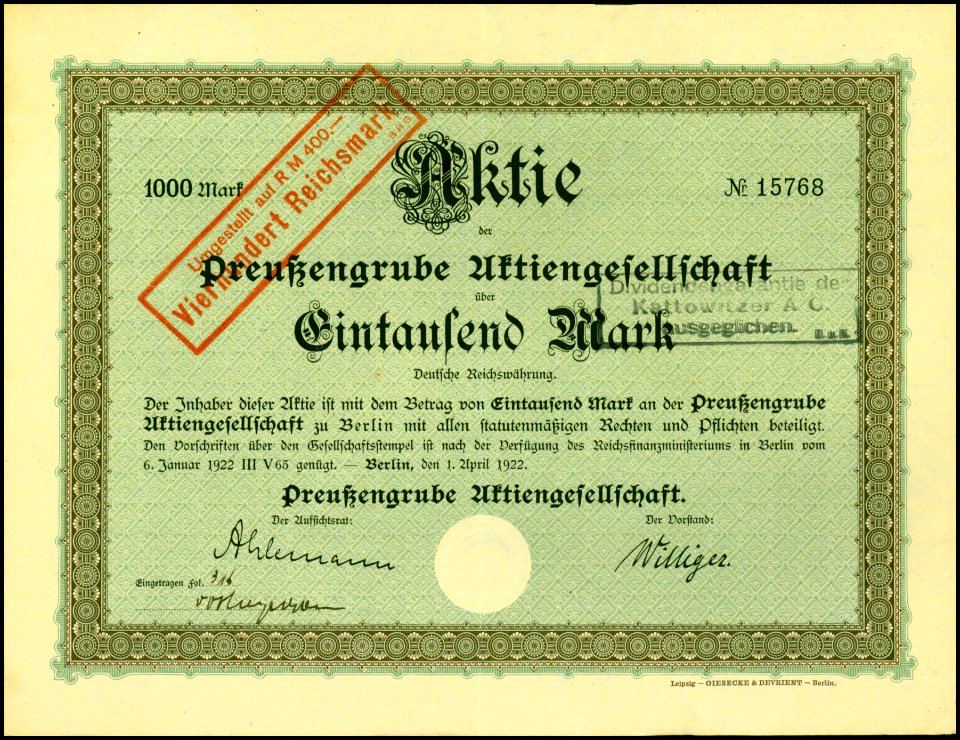 Umgestellt auf R M 400.—
Vierhundert Reichsmark
1000 Mark
Aktie
№ 15768
der
Preußengrube Aktiengesellschaft
über
Eintausend Mark
Dividendengarantie der
Kattowitzer A G.
ausgeglichen.
Deutsche Reichswährung.
Der Inhaber dieser Aktie ist mit dem Betrag von Eintausend Mark an der Preußengrube
Aktiengesellschaft zu Berlin mit allen statutenmäßigen Rechten und Pflichten beteiligt.
Den Vorschriften über den Gesellschaftstempel ist nach der Verfügung des Reichsfinanzministeriums in Berlin vom
6. Januar 1922 III V 65 genügt. — Berlin, den 1. April 1922.
Preußengrube Aktiengesellschaft.
Der Aufsichtsrat:
Der Vorstand:
Ahlemann
Williger.
Eingetragen Fol. 316
Leipzig — GIESECKE & DEVRIENT — Berlin.